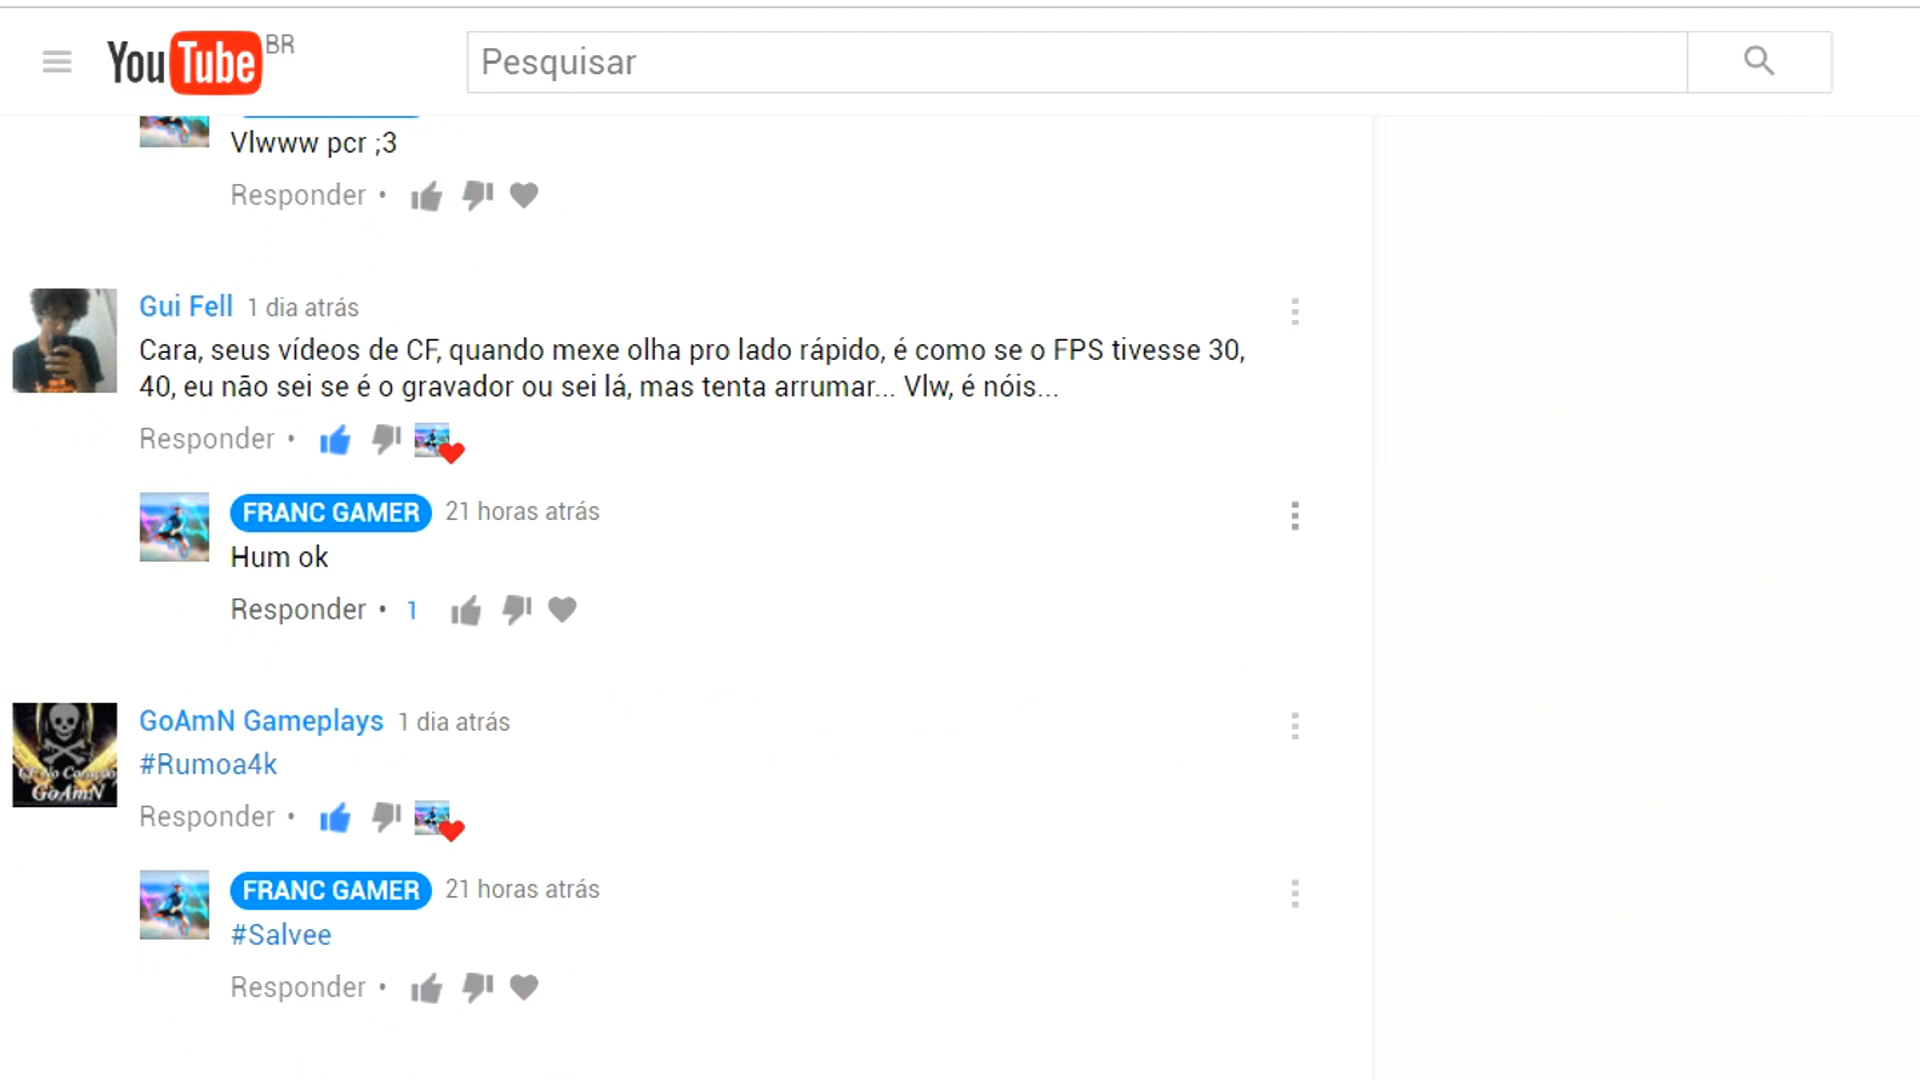 YouTube BR
Pesquisar
Vlwww pcr ;3
Responder •
Gui Fell 1 dia atrás
Cara, seus vídeos de CF, quando mexe olha pro lado rápido, é como se o FPS tivesse 30,
40, eu não sei se é o gravador ou sei lá, mas tenta arrumar... Vlw, é nóis...
Responder •
FRANC GAMER 21 horas atrás
Hum ok
Responder • 1
GoAmN Gameplays 1 dia atrás
#Rumoa4k
GoAmN
Responder •
FRANC GAMER 21 horas atrás
#Salvee
Responder •